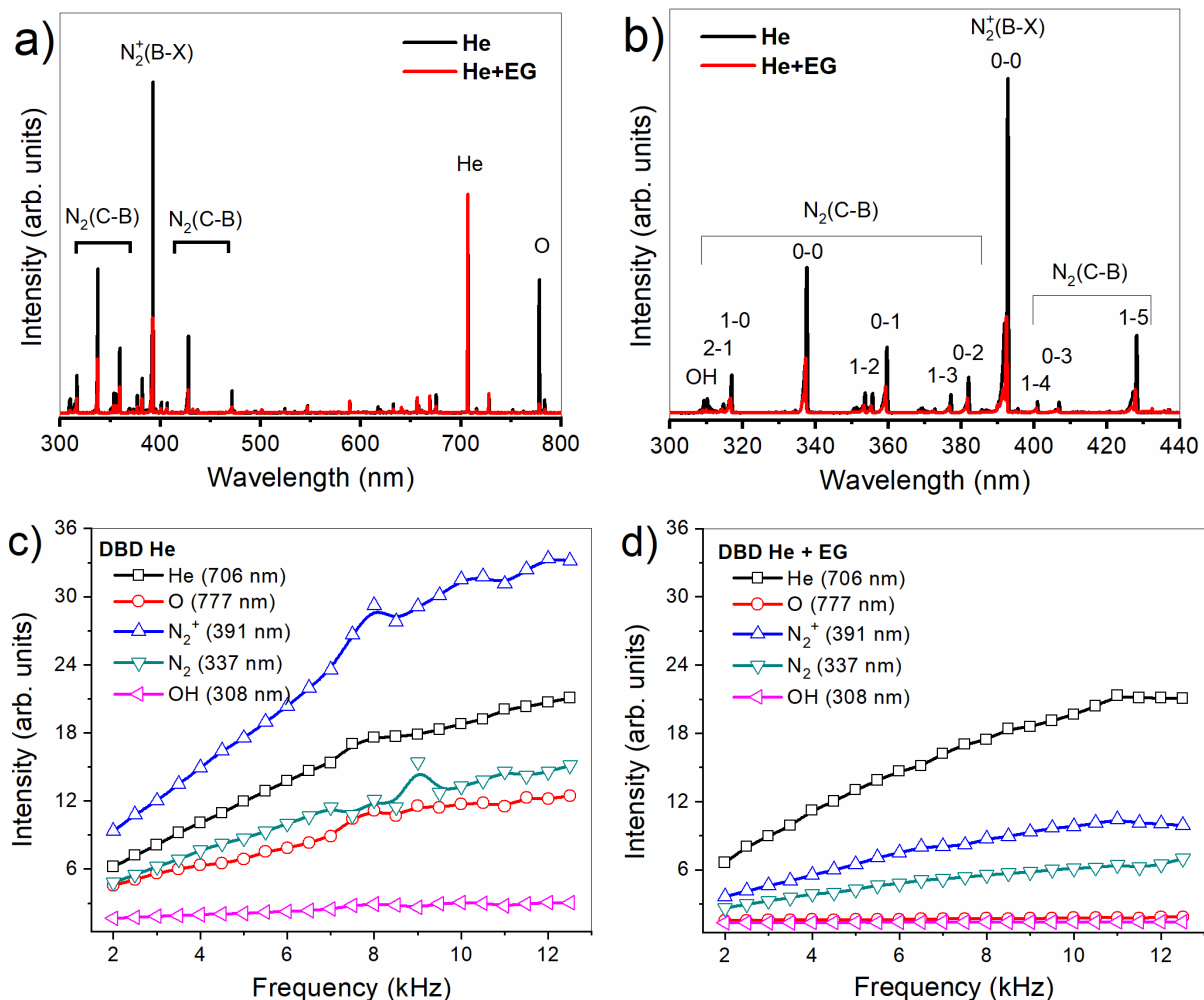 a)
N₂⁺(B-X)
He
He+EG
N₂(C-B)
N₂(C-B)
He
O
Intensity (arb. units)
300 400 500 600 700 800
Wavelength (nm)
b)
N₂⁺(B-X)
He
He+EG
0-0
N₂(C-B)
0-0
N₂(C-B)
1-0
2-1
OH
0-1
1-2
0-2
1-3
0-3
1-4
1-5
Intensity (arb. units)
300 320 340 360 380 400 420 440
Wavelength (nm)
c)
DBD He
He (706 nm)
O (777 nm)
N₂⁺ (391 nm)
N₂ (337 nm)
OH (308 nm)
Intensity (arb. units)
36
30
24
18
12
6
2 4 6 8 10 12
Frequency (kHz)
d)
DBD He + EG
He (706 nm)
O (777 nm)
N₂⁺ (391 nm)
N₂ (337 nm)
OH (308 nm)
Intensity (arb. units)
36
30
24
18
12
6
2 4 6 8 10 12
Frequency (kHz)